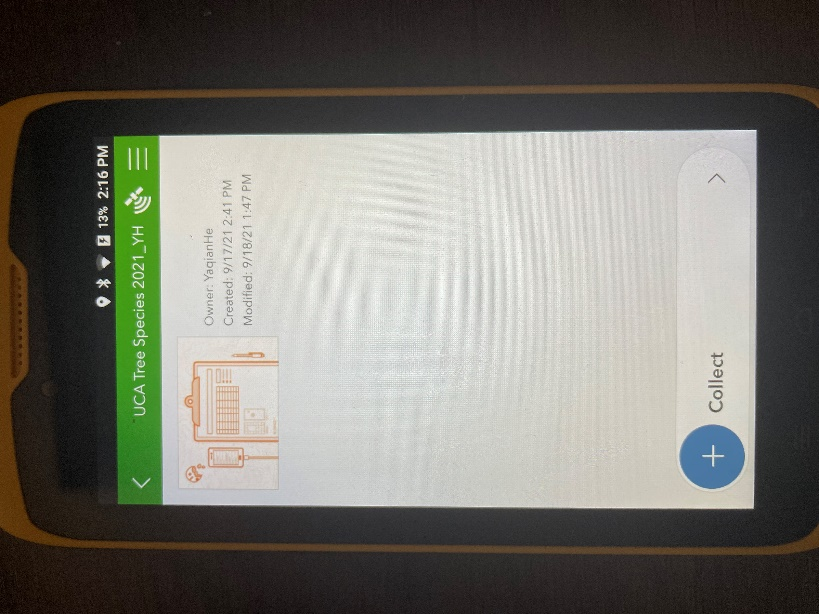 13% 2:16 PM
UCA Tree Species 2021_YH
Owner: YaqianHe
Created: 9/17/21 2:41 PM
Modified: 9/18/21 1:47 PM
Collect